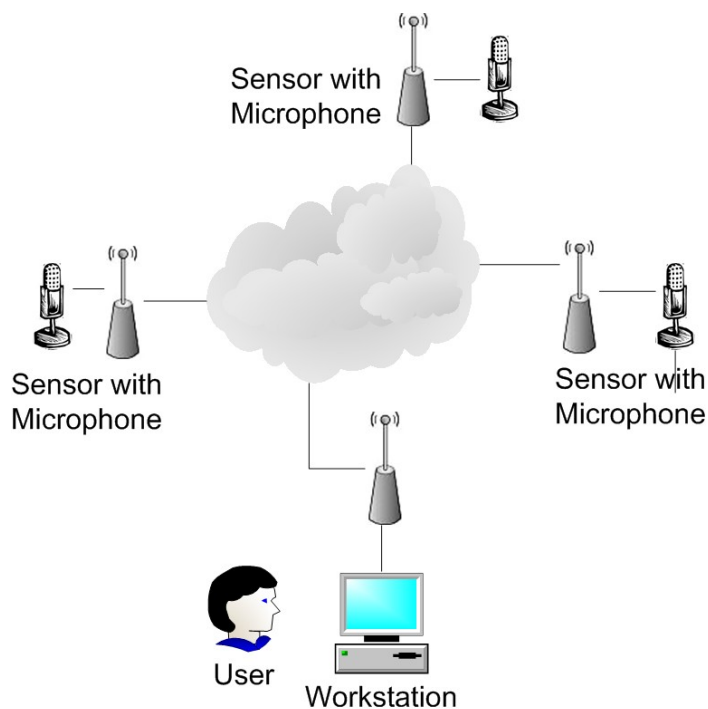 Sensor with
Microphone
Sensor with
Microphone
Sensor with
Microphone
User
Workstation